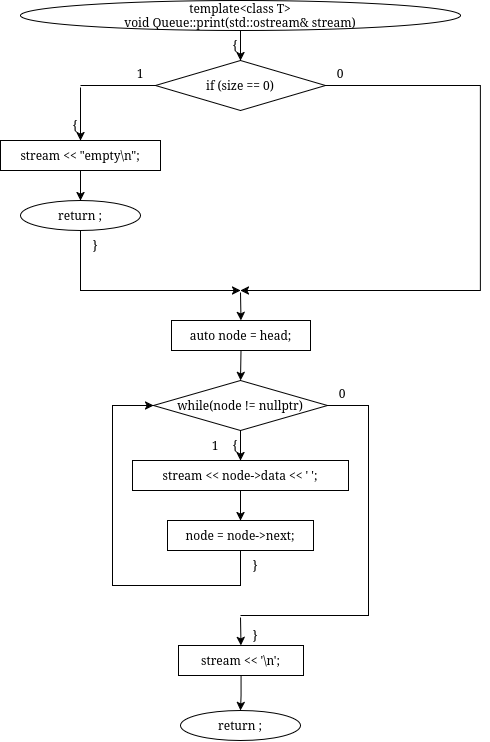 template<class T>
void Queue::print(std::ostream& stream)
{
1
if (size == 0)
0
{
stream << "empty\n";
return ;
}
auto node = head;
while(node != nullptr)
0
1
{
stream << node->data << ' ';
node = node->next;
}
}
stream << '\n';
return ;